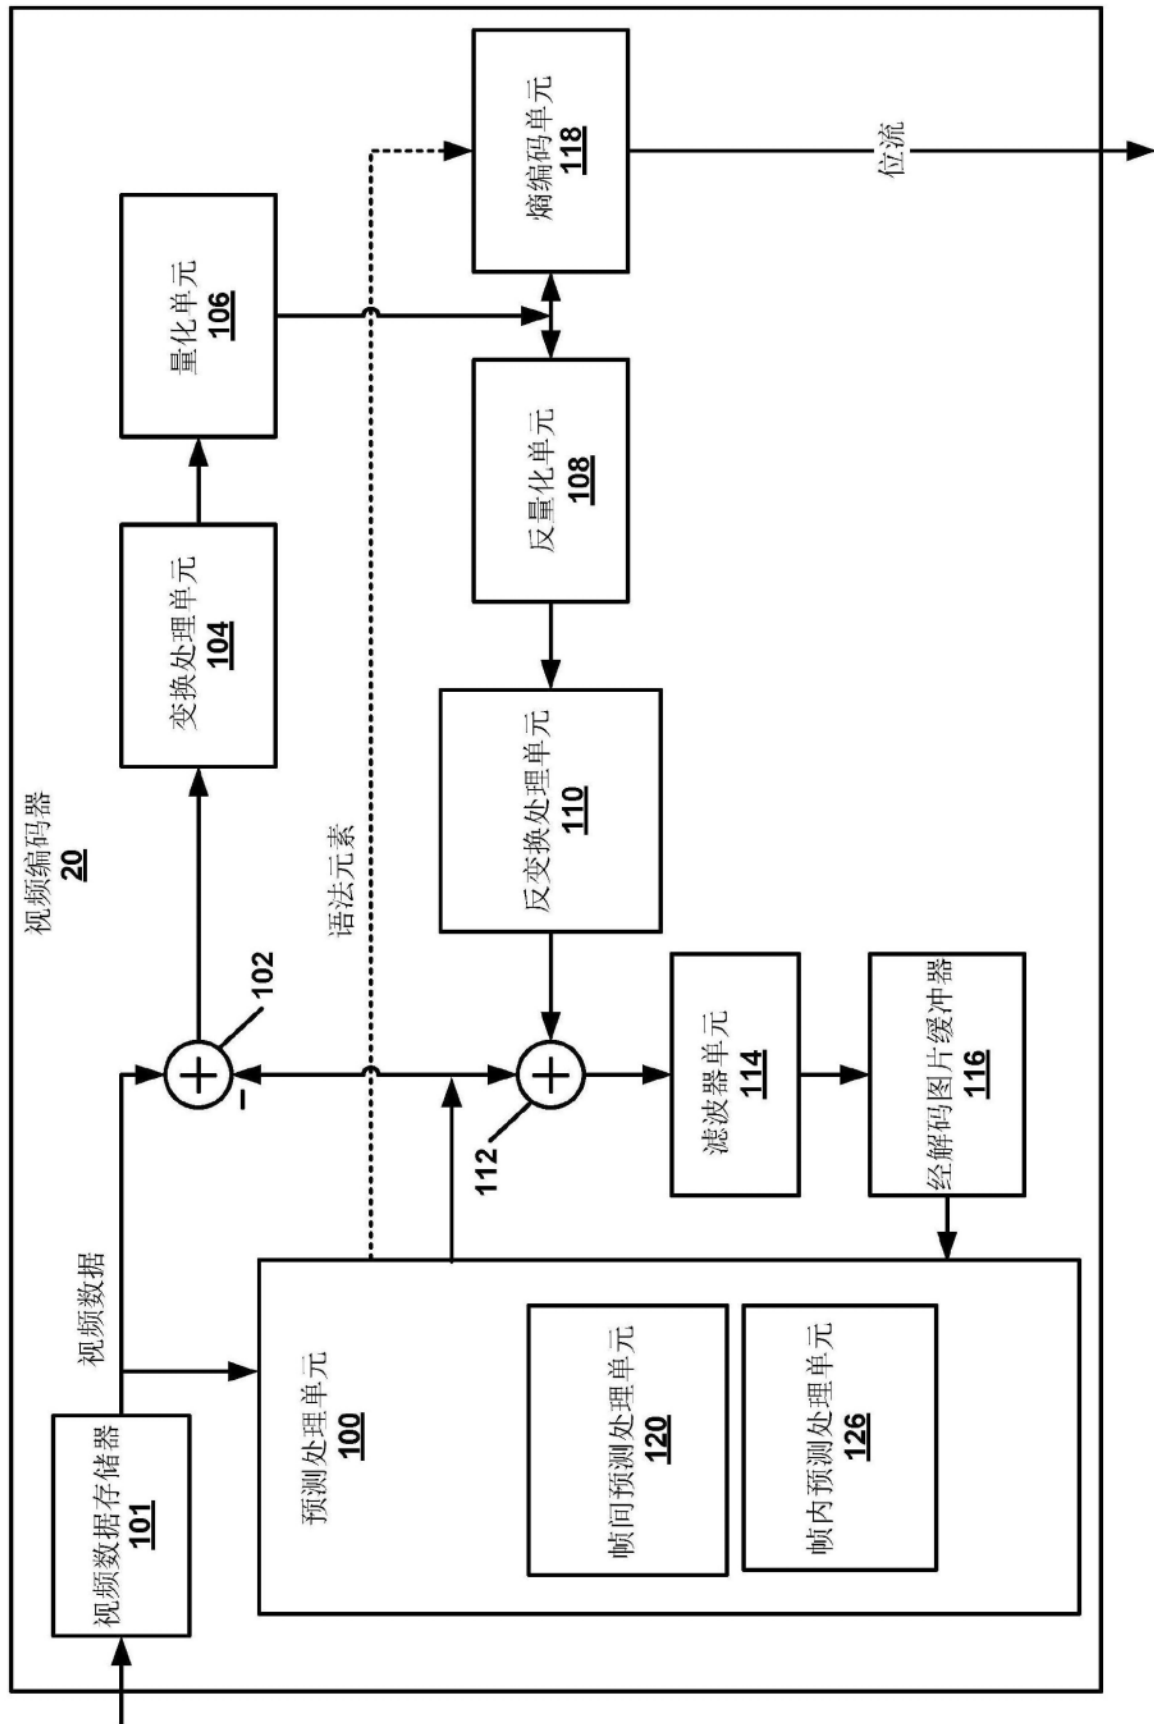 视频编码器
20
视频数据存储器
101
视频数据
102
−
变换处理单元
104
量化单元
106
语法元素
预测处理单元
100
帧间预测处理单元
120
帧内预测处理单元
126
112
反变换处理单元
110
反量化单元
108
熵编码单元
118
滤波器单元
114
经解码图片缓冲器
116
位流